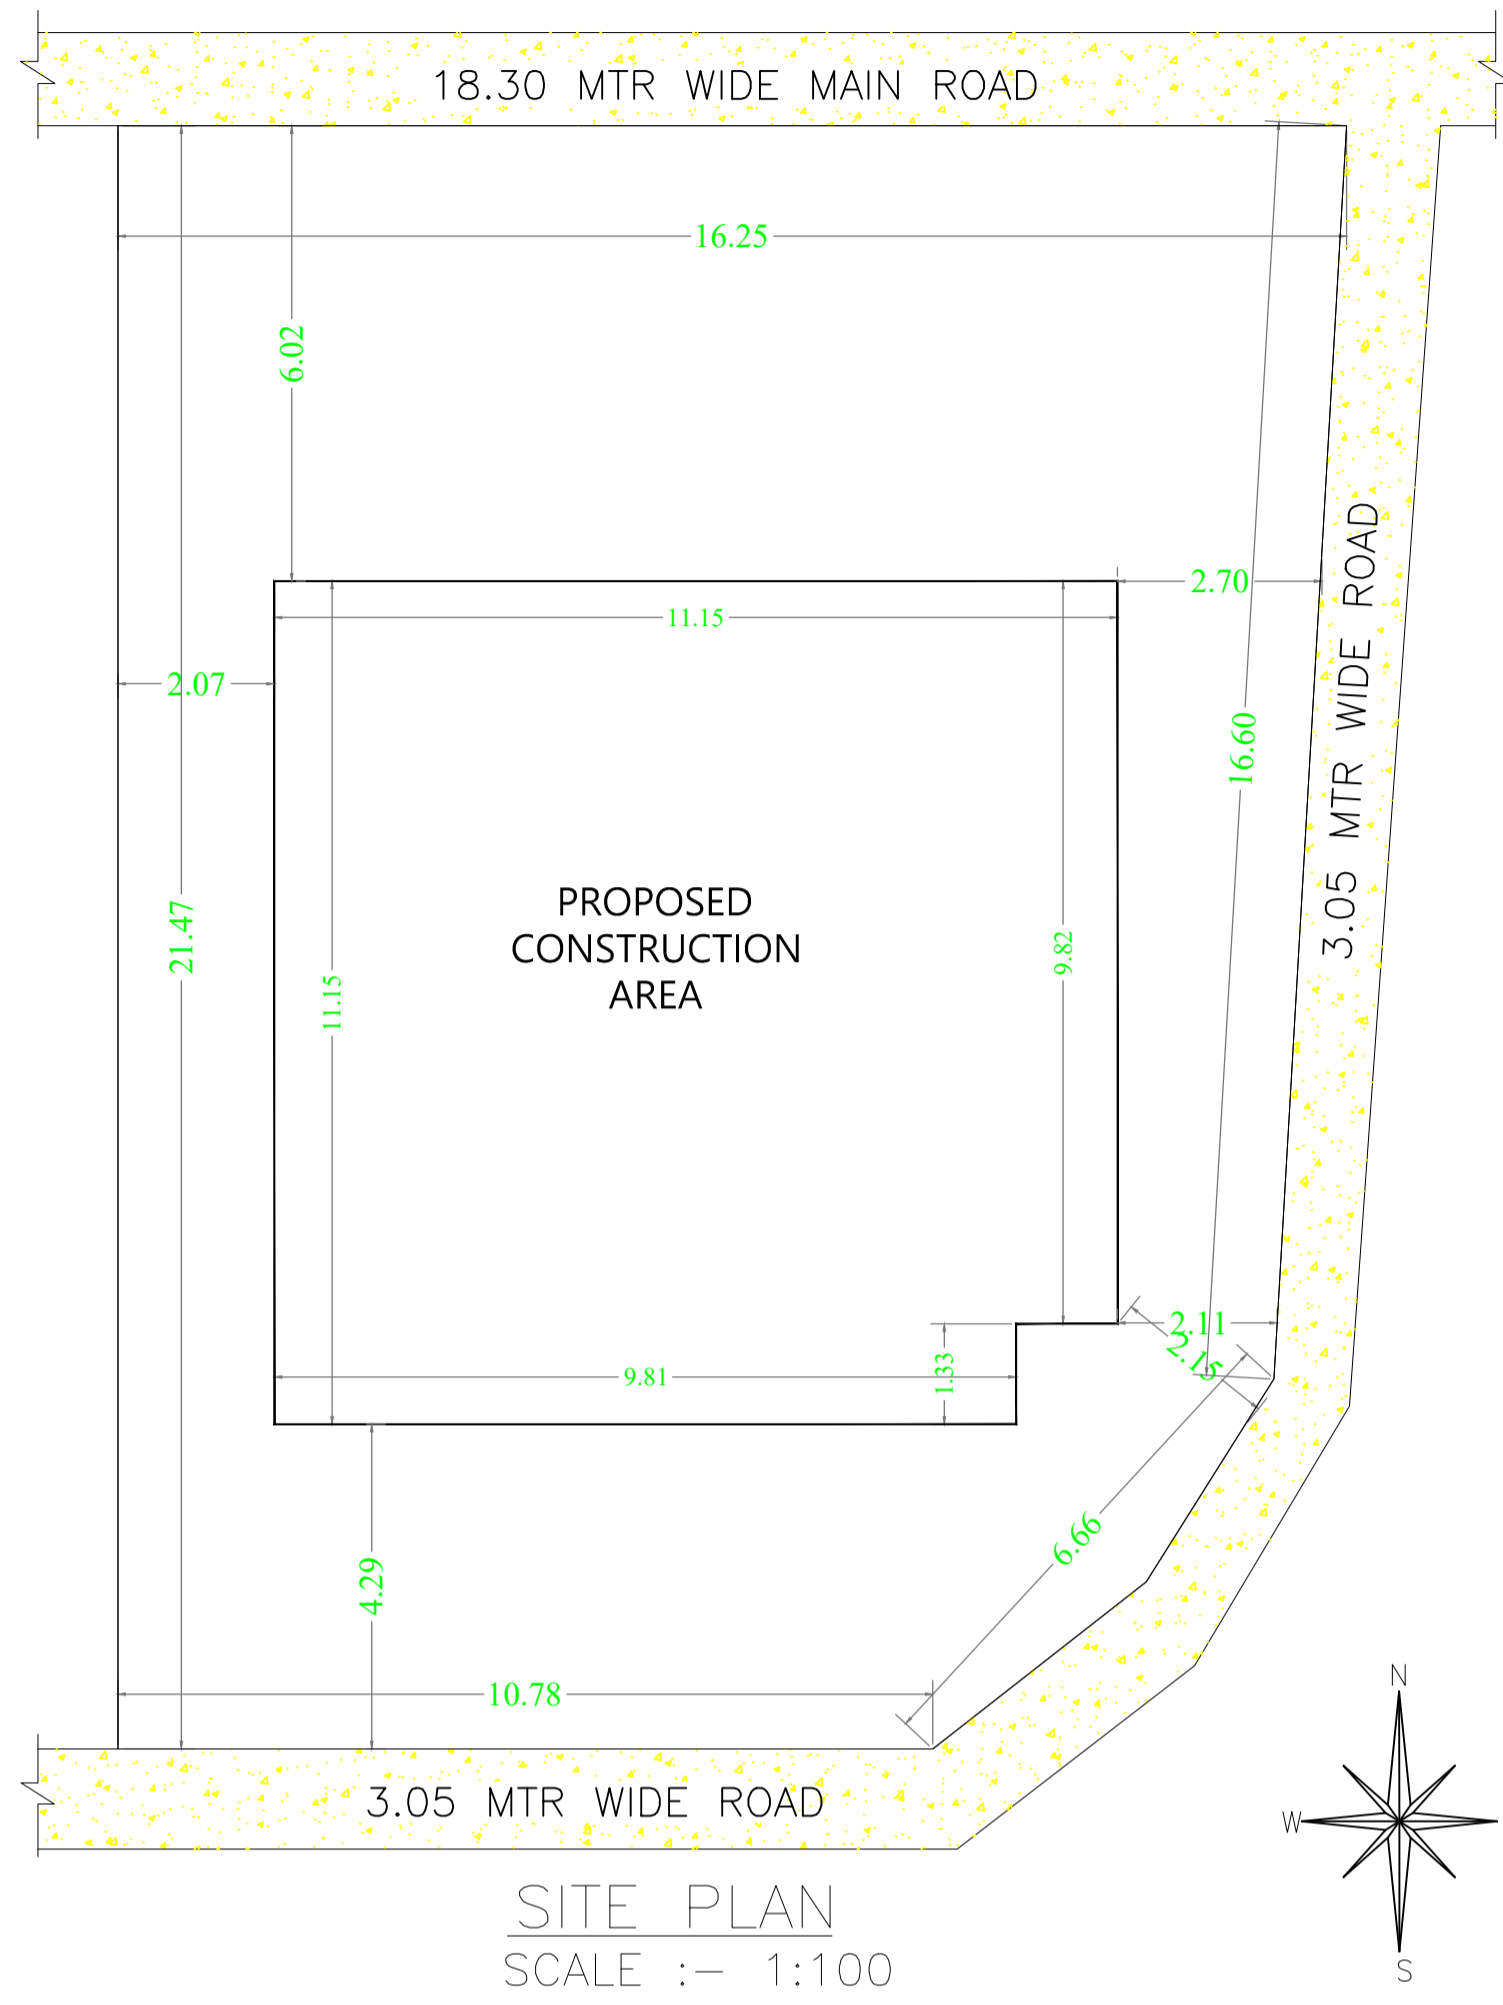 18.30 MTR WIDE MAIN ROAD
16.25
6.02
2.70
11.15
2.07
3.05 MTR WIDE ROAD
16.60
PROPOSED
CONSTRUCTION
AREA
21.47
11.15
9.82
2.11
2.15
1.33
9.81
6.66
4.29
10.78
3.05 MTR WIDE ROAD
N
W
S
SITE PLAN
SCALE :- 1:100